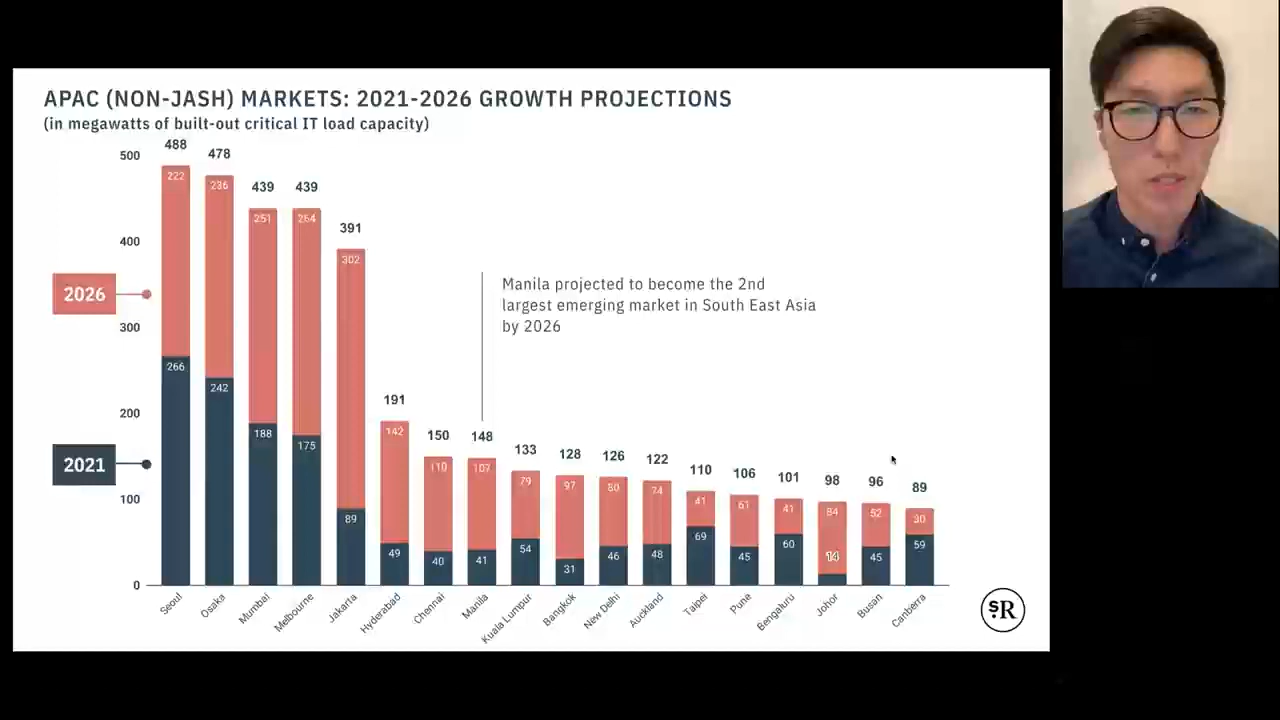 APAC (NON-JASH) MARKETS: 2021-2026 GROWTH PROJECTIONS
(in megawatts of built-out critical IT load capacity)
500
400
300
200
100
0
2026
2021
488
478
439
439
391
191
150
148
133
128
126
122
110
106
101
98
96
89
222
236
251
264
302
142
110
107
79
97
80
74
41
61
41
84
52
30
266
242
188
175
89
49
40
41
54
31
46
48
69
45
60
14
45
59
Manila projected to become the 2nd
largest emerging market in South East Asia
by 2026
Seoul
Osaka
Mumbai
Melbourne
Jakarta
Hyderabad
Chennai
Manila
Kuala Lumpur
Bangkok
New Delhi
Auckland
Taipei
Pune
Bengaluru
Johor
Busan
Canberra
SR